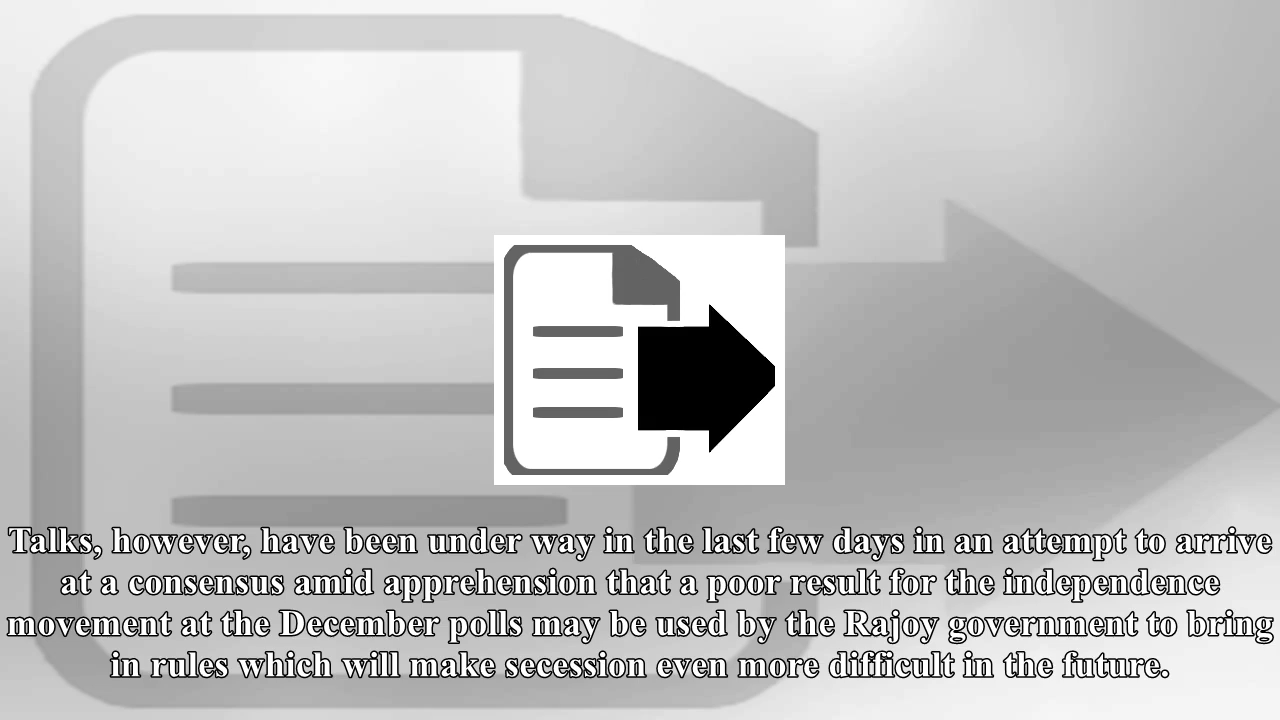 Talks, however, have been under way in the last few days in an attempt to arrive
at a consensus amid apprehension that a poor result for the independence
movement at the December polls may be used by the Rajoy government to bring
in rules which will make secession even more difficult in the future.